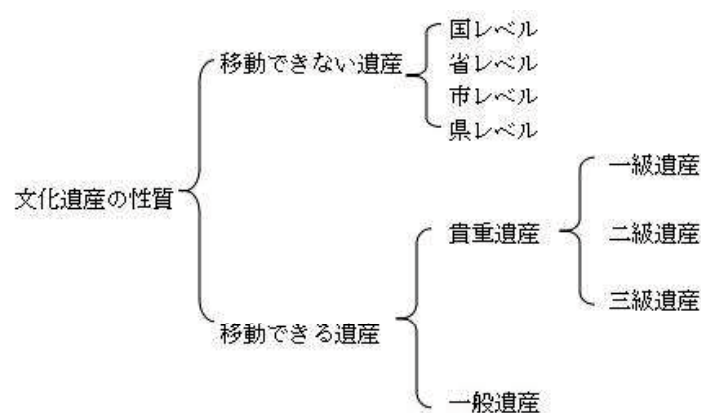 文化遺産の性質
移動できない遺産
国レベル
省レベル
市レベル
県レベル
移動できる遺産
貴重遺産
一級遺産
二級遺産
三級遺産
一般遺産